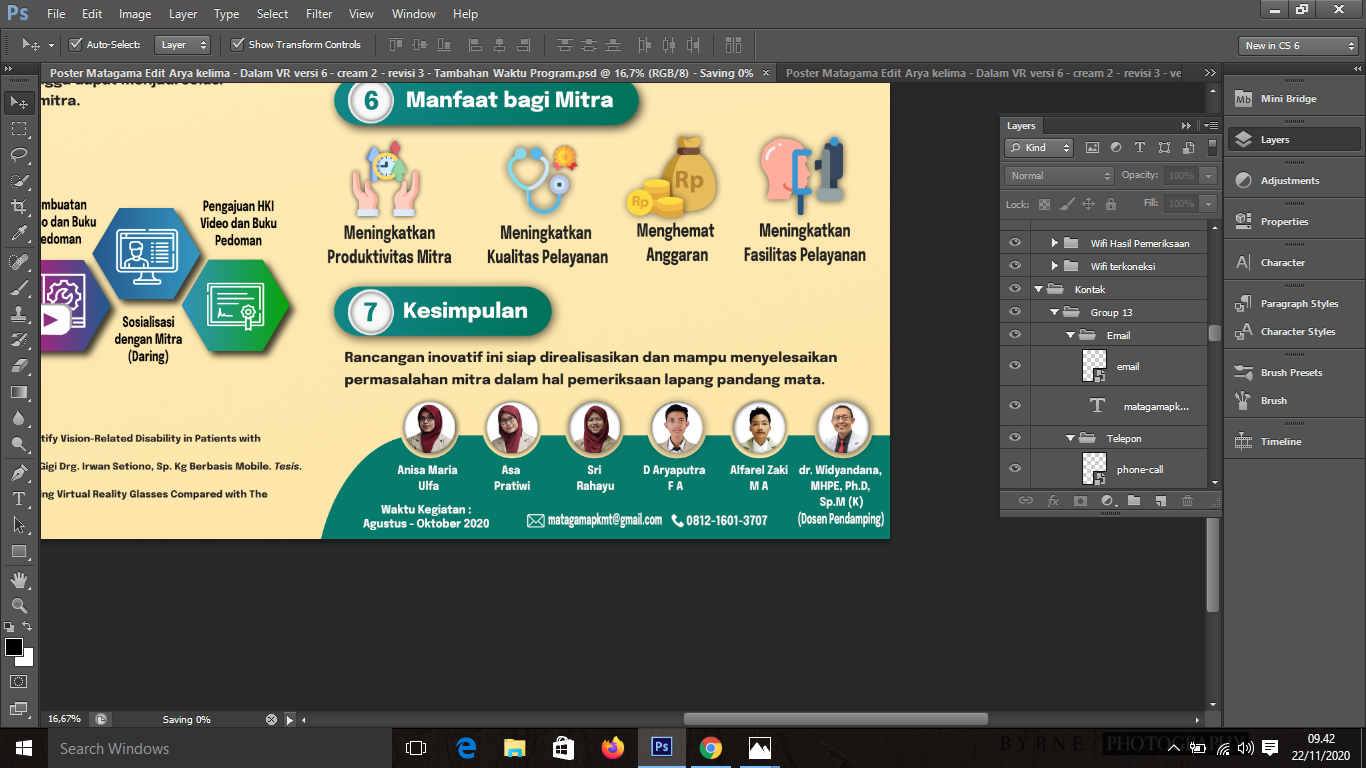 Ps File Edit Image Layer Type Select Filter View Window Help
Auto-Select: Layer Show Transform Controls New in CS 6
Poster Matagama Edit Arya kelima - Dalam VR versi 6 - cream 2 - revisi 3 - Tambahan Waktu Program.psd @ 16,7% (RGB/8) - Saving 0% × Poster Matagama Edit Arya kelima - Dalam VR versi 6 - cream 2 - revisi 3 - ve
mitra.
6 Manfaat bagi Mitra
Meningkatkan
Produktivitas Mitra
Meningkatkan
Kualitas Pelayanan
Rp
Rp
Menghemat
Anggaran
Meningkatkan
Fasilitas Pelayanan
mbuatan
o dan Buku
edoman
Pengajuan HKI
Video dan Buku
Pedoman
Sosialisasi
dengan Mitra
(Daring)
7 Kesimpulan
Rancangan inovatif ini siap direalisasikan dan mampu menyelesaikan
permasalahan mitra dalam hal pemeriksaan lapang pandang mata.
tify Vision-Related Disability in Patients with
Gigi Drg. Irwan Setiono, Sp. Kg Berbasis Mobile. Tesis.
ng Virtual Reality Glasses Compared with The
Anisa Maria
Ulfa
Asa
Pratiwi
Sri
Rahayu
D Aryaputra
F A
Alfarel Zaki
M A
dr. Widyandana,
MHPE, Ph.D,
Sp.M (K)
(Dosen Pendamping)
Waktu Kegiatan :
Agustus - Oktober 2020
matagamapkmt@gmail.com
0812-1601-3707
Layers
Kind
Normal Opacity: 100%
Lock: Fill: 100%
Wifi Hasil Pemeriksaan
Wifi terkoneksi
Kontak
Group 13
Email
email
T matagamapk...
Telepon
phone-call
fx
Mb Mini Bridge
Layers
Adjustments
Properties
Character
Paragraph Styles
Character Styles
Brush Presets
Brush
Timeline
16,67% Saving 0%
Search Windows
Ps
BYRNE PHOTOGRAPHY
09.42
22/11/2020